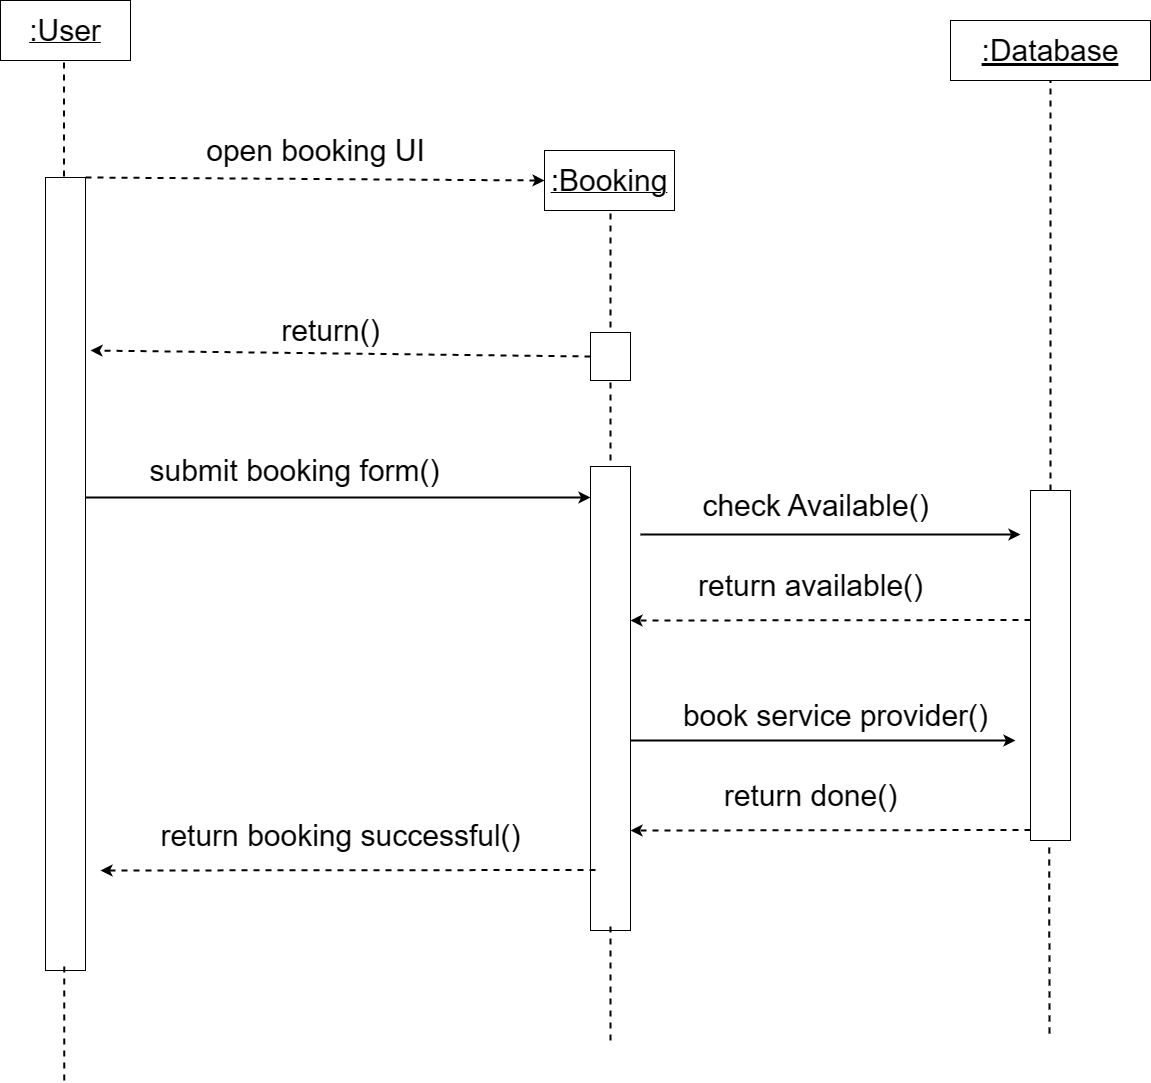 :User
:Database
open booking UI
:Booking
return()
submit booking form()
check Available()
return available()
book service provider()
return done()
return booking successful()